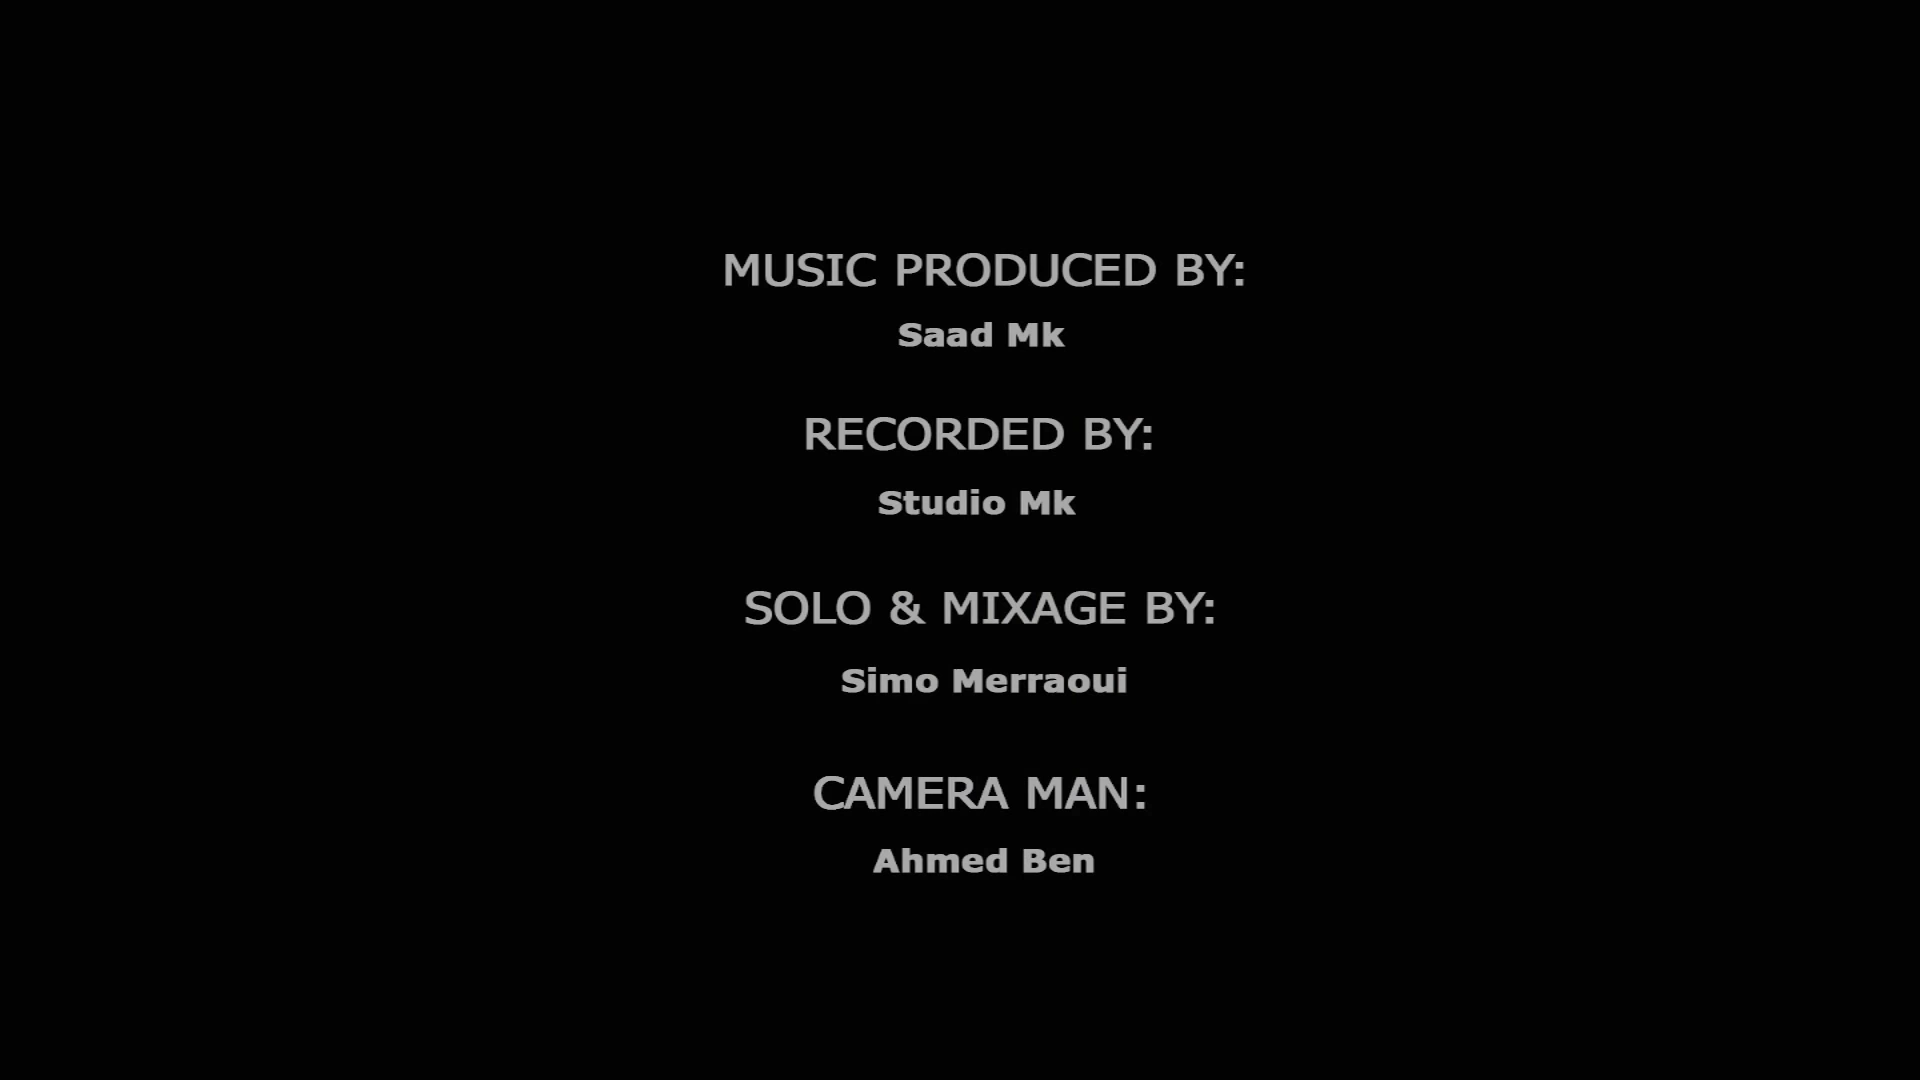 MUSIC PRODUCED BY:
Saad Mk
RECORDED BY:
Studio Mk
SOLO & MIXAGE BY:
Simo Merraoui
CAMERA MAN:
Ahmed Ben